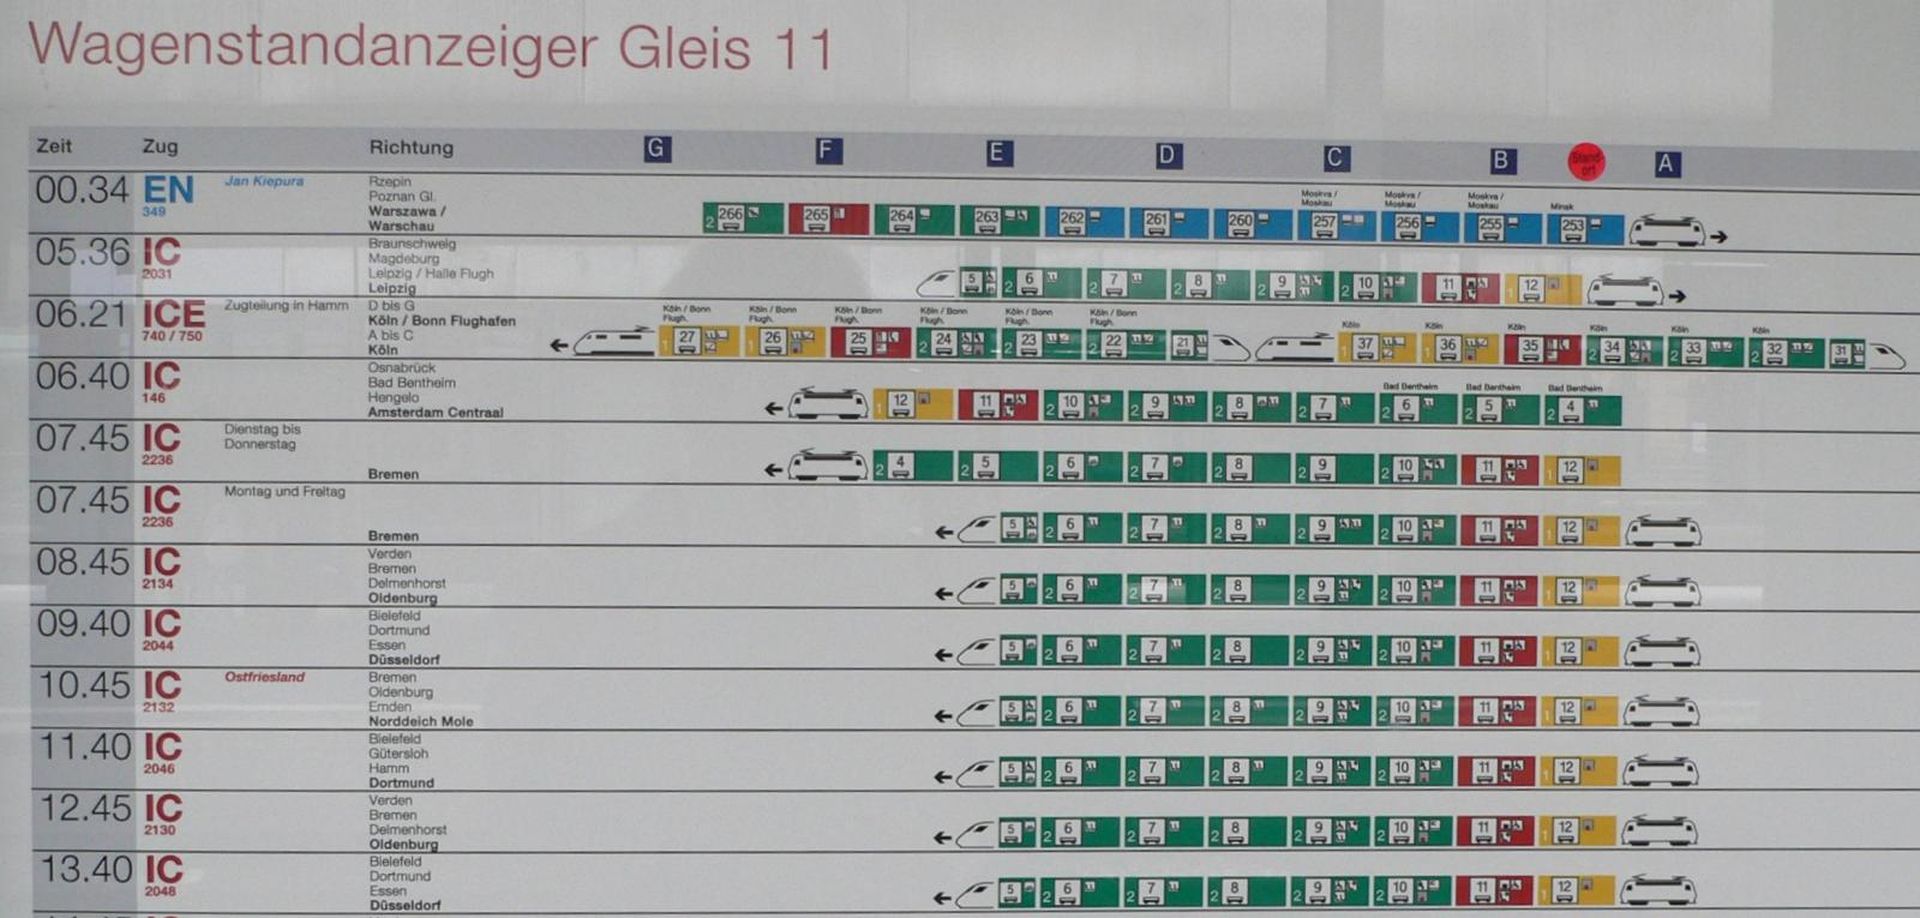 Wagenstandanzeiger Gleis 11
Zeit Zug Richtung G F E D C B Stand-ort A
00.34 EN 349 Jan Kiepura
Rzepin
Poznan Gl.
Warszawa /
Warschau
Moskva / Moskau Moskva / Moskau Moskva / Moskau Minsk
2 266 265 264 263 262 261 260 257 256 255 253
05.36 IC 2031
Braunschweig
Magdeburg
Leipzig / Halle Flugh
Leipzig
5 2 6 2 7 2 8 2 9 2 10 11 1 12
06.21 ICE 740 / 750 Zugteilung in Hamm
D bis G
Köln / Bonn Flughafen
A bis C
Köln
Köln / Bonn Flugh. Köln / Bonn Flugh. Köln / Bonn Flugh. Köln / Bonn Flugh. Köln / Bonn Flugh. Köln / Bonn Flugh. Köln Köln Köln Köln Köln Köln
1 27 1 26 25 2 24 2 23 2 22 21 1 37 1 36 35 2 34 2 33 2 32 31
06.40 IC 146
Osnabrück
Bad Bentheim
Hengelo
Amsterdam Centraal
Bad Bentheim Bad Bentheim Bad Bentheim
1 12 11 2 10 2 9 2 8 2 7 2 6 2 5 2 4
07.45 IC 2236 Dienstag bis
Donnerstag
Bremen
2 4 2 5 2 6 2 7 2 8 2 9 2 10 11 1 12
07.45 IC 2236 Montag und Freitag
Bremen
5 2 6 2 7 2 8 2 9 2 10 11 1 12
08.45 IC 2134
Verden
Bremen
Delmenhorst
Oldenburg
5 2 6 2 7 2 8 2 9 2 10 11 1 12
09.40 IC 2044
Bielefeld
Dortmund
Essen
Düsseldorf
5 2 6 2 7 2 8 2 9 2 10 11 1 12
10.45 IC 2132 Ostfriesland
Bremen
Oldenburg
Emden
Norddeich Mole
5 2 6 2 7 2 8 2 9 2 10 11 1 12
11.40 IC 2046
Bielefeld
Gütersloh
Hamm
Dortmund
5 2 6 2 7 2 8 2 9 2 10 11 1 12
12.45 IC 2130
Verden
Bremen
Delmenhorst
Oldenburg
5 2 6 2 7 2 8 2 9 2 10 11 1 12
13.40 IC 2048
Bielefeld
Dortmund
Essen
Düsseldorf
5 2 6 2 7 2 8 2 9 2 10 11 1 12